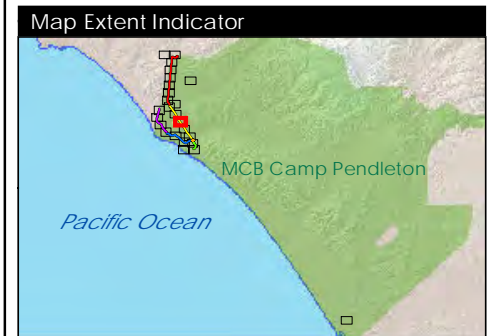 Map Extent Indicator
MCB Camp Pendleton
Pacific Ocean